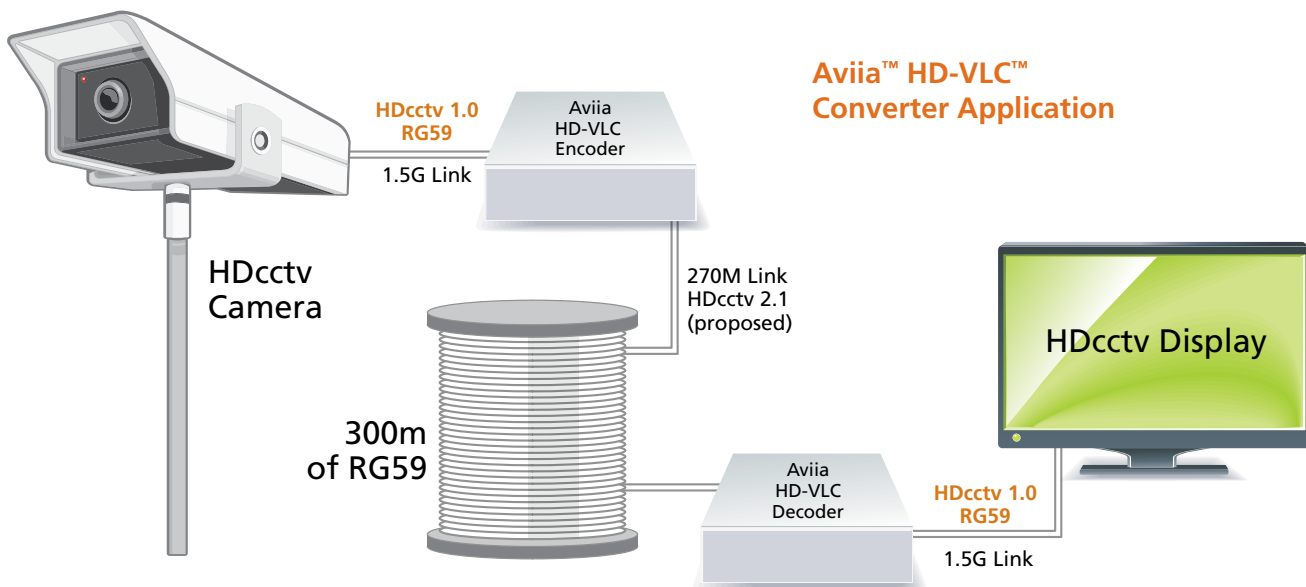 Aviia™ HD-VLC™
Converter Application
HDcctv 1.0
RG59
1.5G Link
Aviia
HD-VLC
Encoder
HDcctv
Camera
270M Link
HDcctv 2.1
(proposed)
HDcctv Display
300m
of RG59
Aviia
HD-VLC
Decoder
HDcctv 1.0
RG59
1.5G Link